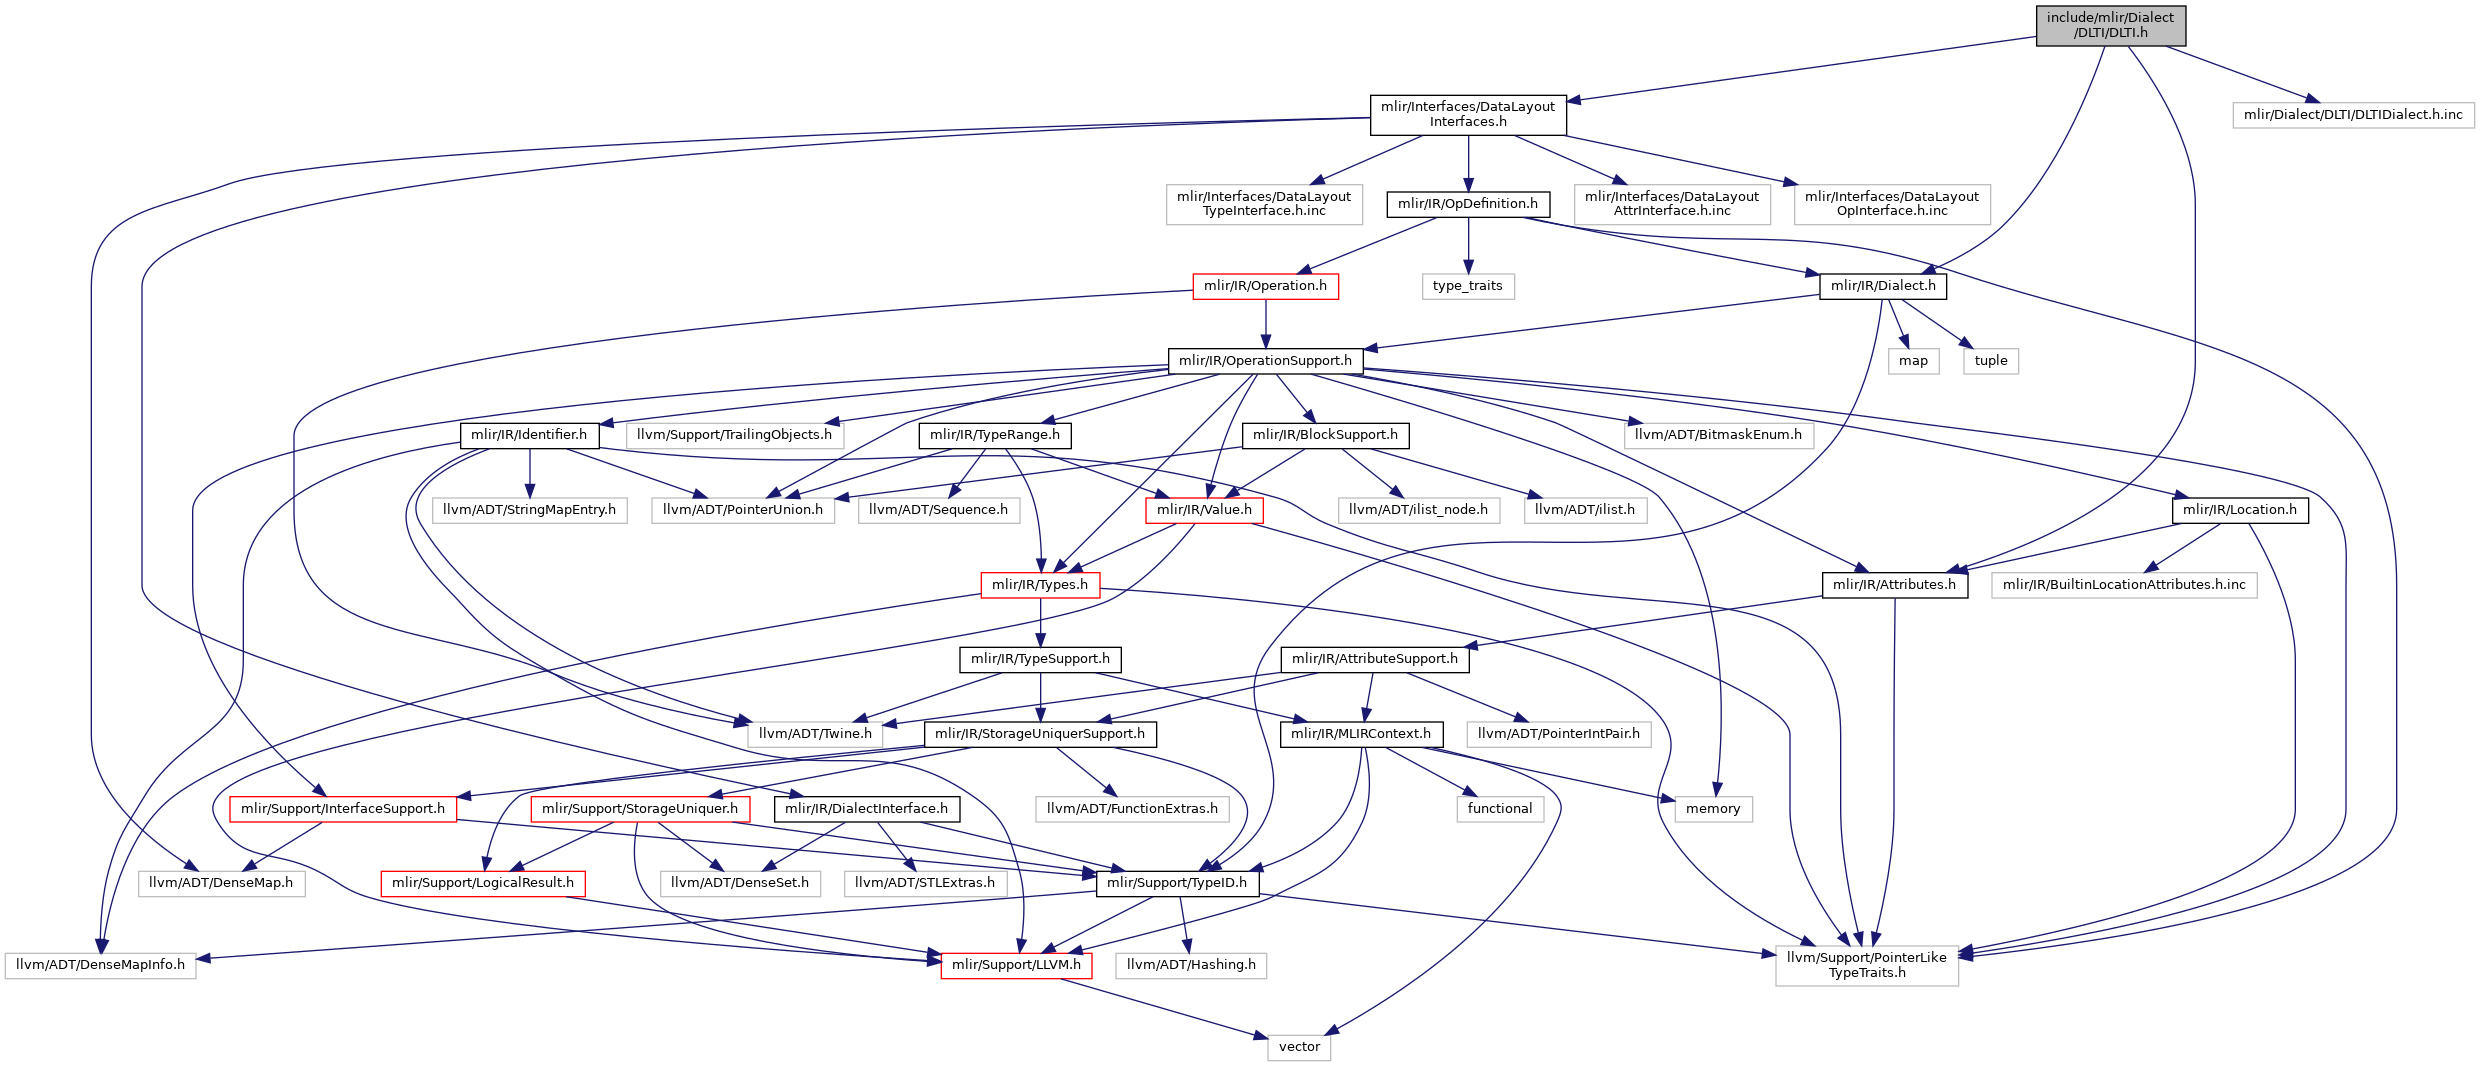 include/mlir/Dialect
/DLTI/DLTI.h
mlir/Interfaces/DataLayout
Interfaces.h
mlir/Dialect/DLTI/DLTIDialect.h.inc
mlir/Interfaces/DataLayout
TypeInterface.h.inc
mlir/IR/OpDefinition.h
mlir/Interfaces/DataLayout
AttrInterface.h.inc
mlir/Interfaces/DataLayout
OpInterface.h.inc
mlir/IR/Operation.h
type_traits
mlir/IR/Dialect.h
mlir/IR/OperationSupport.h
map
tuple
mlir/IR/Identifier.h
llvm/Support/TrailingObjects.h
mlir/IR/TypeRange.h
mlir/IR/BlockSupport.h
llvm/ADT/BitmaskEnum.h
llvm/ADT/StringMapEntry.h
llvm/ADT/PointerUnion.h
llvm/ADT/Sequence.h
mlir/IR/Value.h
llvm/ADT/ilist_node.h
llvm/ADT/ilist.h
mlir/IR/Location.h
mlir/IR/Types.h
mlir/IR/Attributes.h
mlir/IR/BuiltinLocationAttributes.h.inc
mlir/IR/TypeSupport.h
mlir/IR/AttributeSupport.h
llvm/ADT/Twine.h
mlir/IR/StorageUniquerSupport.h
mlir/IR/MLIRContext.h
llvm/ADT/PointerIntPair.h
mlir/Support/InterfaceSupport.h
mlir/Support/StorageUniquer.h
mlir/IR/DialectInterface.h
llvm/ADT/FunctionExtras.h
functional
memory
llvm/ADT/DenseMap.h
mlir/Support/LogicalResult.h
llvm/ADT/DenseSet.h
llvm/ADT/STLExtras.h
mlir/Support/TypeID.h
llvm/ADT/DenseMapInfo.h
mlir/Support/LLVM.h
llvm/ADT/Hashing.h
llvm/Support/PointerLike
TypeTraits.h
vector